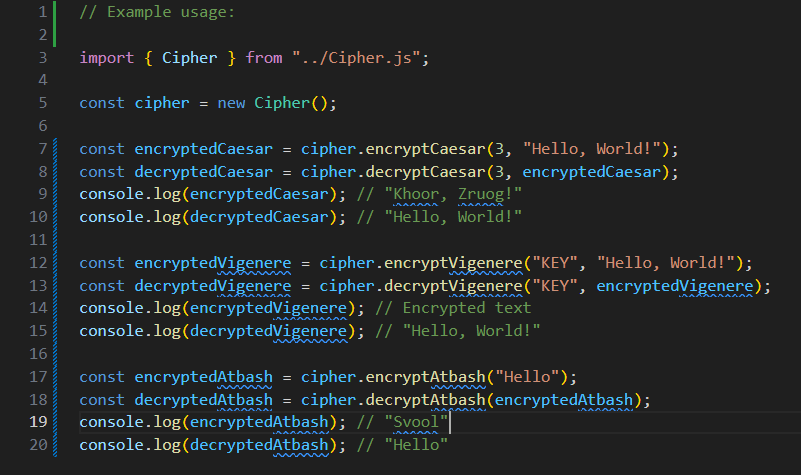 1 // Example usage:
2
3 import { Cipher } from "../Cipher.js";
4
5 const cipher = new Cipher();
6
7 const encryptedCaesar = cipher.encryptCaesar(3, "Hello, World!");
8 const decryptedCaesar = cipher.decryptCaesar(3, encryptedCaesar);
9 console.log(encryptedCaesar); // "Khoor, Zruog!"
10 console.log(decryptedCaesar); // "Hello, World!"
11
12 const encryptedVigenere = cipher.encryptVigenere("KEY", "Hello, World!");
13 const decryptedVigenere = cipher.decryptVigenere("KEY", encryptedVigenere);
14 console.log(encryptedVigenere); // Encrypted text
15 console.log(decryptedVigenere); // "Hello, World!"
16
17 const encryptedAtbash = cipher.encryptAtbash("Hello");
18 const decryptedAtbash = cipher.decryptAtbash(encryptedAtbash);
19 console.log(encryptedAtbash); // "Svool"
20 console.log(decryptedAtbash); // "Hello"